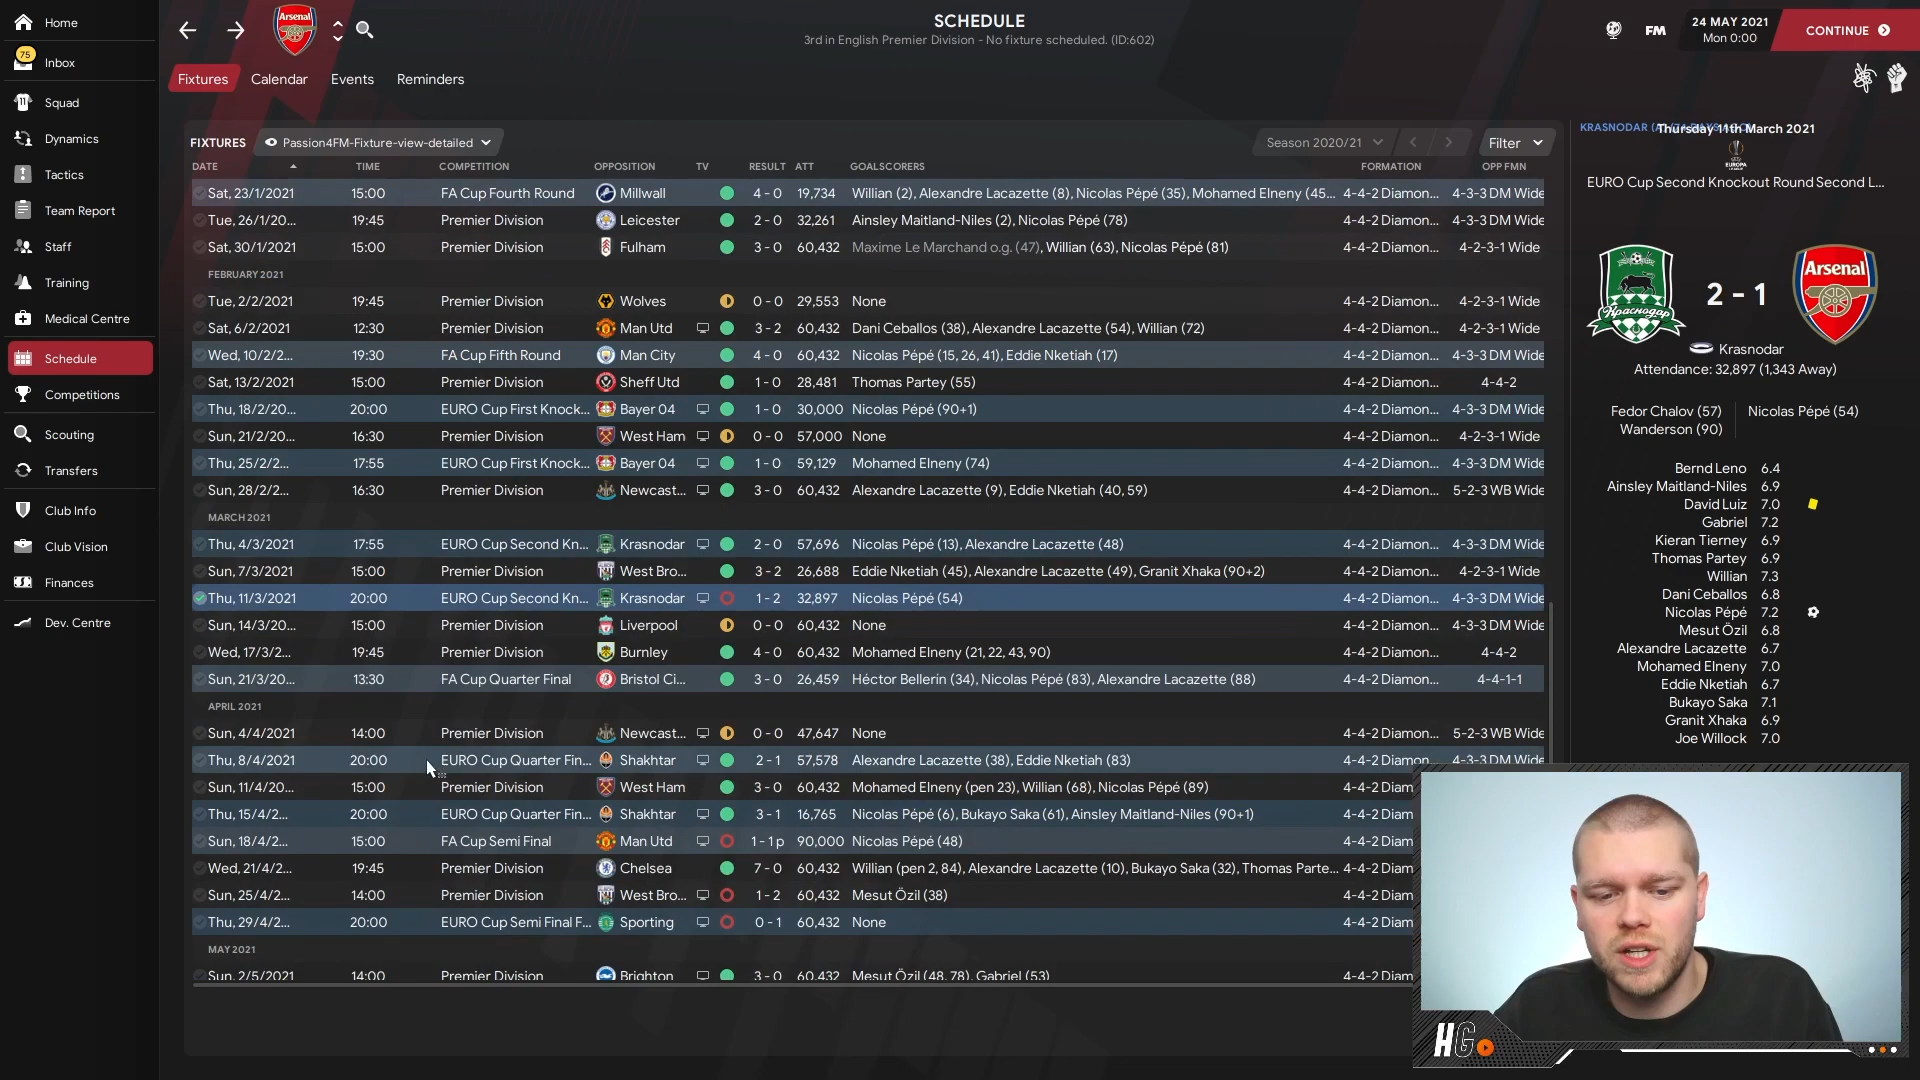 Home
75
Inbox
Squad
Dynamics
Tactics
Team Report
Staff
Training
Medical Centre
Schedule
Competitions
Scouting
Transfers
Club Info
Club Vision
Finances
Dev. Centre
Arsenal
SCHEDULE
3rd in English Premier Division - No fixture scheduled. (ID:602)
FM
24 MAY 2021
Mon 0:00
CONTINUE
Fixtures Calendar Events Reminders
FIXTURES Passion4FM-Fixture-view-detailed Season 2020/21 Filter
DATE TIME COMPETITION OPPOSITION TV RESULT ATT GOALSCORERS FORMATION OPP FMN
Sat, 23/1/2021 15:00 FA Cup Fourth Round Millwall 4 - 0 19,734 Willian (2), Alexandre Lacazette (8), Nicolas Pépé (35), Mohamed Elneny (45... 4-4-2 Diamon... 4-3-3 DM Wide
Tue, 26/1/20... 19:45 Premier Division Leicester 2 - 0 32,261 Ainsley Maitland-Niles (2), Nicolas Pépé (78) 4-4-2 Diamon... 4-3-3 DM Wide
Sat, 30/1/2021 15:00 Premier Division Fulham 3 - 0 60,432 Maxime Le Marchand o.g. (47), Willian (63), Nicolas Pépé (81) 4-4-2 Diamon... 4-2-3-1 Wide
FEBRUARY 2021
Tue, 2/2/2021 19:45 Premier Division Wolves 0 - 0 29,553 None 4-4-2 Diamon... 4-2-3-1 Wide
Sat, 6/2/2021 12:30 Premier Division Man Utd 3 - 2 60,432 Dani Ceballos (38), Alexandre Lacazette (54), Willian (72) 4-4-2 Diamon... 4-2-3-1 Wide
Wed, 10/2/2... 19:30 FA Cup Fifth Round Man City 4 - 0 60,432 Nicolas Pépé (15, 26, 41), Eddie Nketiah (17) 4-4-2 Diamon... 4-3-3 DM Wide
Sat, 13/2/2021 15:00 Premier Division Sheff Utd 1 - 0 28,481 Thomas Partey (55) 4-4-2 Diamon... 4-4-2
Thu, 18/2/20... 20:00 EURO Cup First Knock... Bayer 04 1 - 0 30,000 Nicolas Pépé (90+1) 4-4-2 Diamon... 4-3-3 DM Wide
Sun, 21/2/20... 16:30 Premier Division West Ham 0 - 0 57,000 None 4-4-2 Diamon... 4-2-3-1 Wide
Thu, 25/2/2... 17:55 EURO Cup First Knock... Bayer 04 1 - 0 59,129 Mohamed Elneny (74) 4-4-2 Diamon... 4-3-3 DM Wide
Sun, 28/2/2... 16:30 Premier Division Newcast... 3 - 0 60,432 Alexandre Lacazette (9), Eddie Nketiah (40, 59) 4-4-2 Diamon... 5-2-3 WB Wide
MARCH 2021
Thu, 4/3/2021 17:55 EURO Cup Second Kn... Krasnodar 2 - 0 57,696 Nicolas Pépé (13), Alexandre Lacazette (48) 4-4-2 Diamon... 4-3-3 DM Wide
Sun, 7/3/2021 15:00 Premier Division West Bro... 3 - 2 26,688 Eddie Nketiah (45), Alexandre Lacazette (49), Granit Xhaka (90+2) 4-4-2 Diamon... 4-2-3-1 Wide
Thu, 11/3/2021 20:00 EURO Cup Second Kn... Krasnodar 1 - 2 32,897 Nicolas Pépé (54) 4-4-2 Diamon... 4-3-3 DM Wide
Sun, 14/3/20... 15:00 Premier Division Liverpool 0 - 0 60,432 None 4-4-2 Diamon... 4-3-3 DM Wide
Wed, 17/3/2... 19:45 Premier Division Burnley 4 - 0 60,432 Mohamed Elneny (21, 22, 43, 90) 4-4-2 Diamon... 4-4-2
Sun, 21/3/20... 13:30 FA Cup Quarter Final Bristol Ci... 3 - 0 26,459 Héctor Bellerín (34), Nicolas Pépé (83), Alexandre Lacazette (88) 4-4-2 Diamon... 4-4-1-1
APRIL 2021
Sun, 4/4/2021 14:00 Premier Division Newcast... 0 - 0 47,647 None 4-4-2 Diamon... 5-2-3 WB Wide
Thu, 8/4/2021 20:00 EURO Cup Quarter Fin... Shakhtar 2 - 1 57,578 Alexandre Lacazette (38), Eddie Nketiah (83) 4-4-2 Diamon... 4-3-3 DM Wide
Sun, 11/4/20... 15:00 Premier Division West Ham 3 - 0 60,432 Mohamed Elneny (pen 23), Willian (68), Nicolas Pépé (89) 4-4-2 Diam
Thu, 15/4/2... 20:00 EURO Cup Quarter Fin... Shakhtar 3 - 1 16,765 Nicolas Pépé (6), Bukayo Saka (61), Ainsley Maitland-Niles (90+1) 4-4-2 Diam
Sun, 18/4/2... 15:00 FA Cup Semi Final Man Utd 1 - 1 p 90,000 Nicolas Pépé (48) 4-4-2 Diam
Wed, 21/4/2... 19:45 Premier Division Chelsea 7 - 0 60,432 Willian (pen 2, 84), Alexandre Lacazette (10), Bukayo Saka (32), Thomas Parte... 4-4-2 Diam
Sun, 25/4/2... 14:00 Premier Division West Bro... 1 - 2 60,432 Mesut Özil (38) 4-4-2 Diam
Thu, 29/4/2... 20:00 EURO Cup Semi Final F... Sporting 0 - 1 60,432 None 4-4-2 Diam
MAY 2021
Sun, 2/5/2021 14:00 Premier Division Brighton 3 - 0 60,432 Mesut Özil (48, 78), Gabriel (53) 4-4-2 Diam
KRASNODAR
Thursday 11th March 2021
EUROPA
EURO Cup Second Knockout Round Second L...
Краснодар
2 - 1
Arsenal
Krasnodar
Attendance: 32,897 (1,343 Away)
Fedor Chalov (57) Nicolas Pépé (54)
Wanderson (90)
Bernd Leno 6.4
Ainsley Maitland-Niles 6.9
David Luiz 7.0
Gabriel 7.2
Kieran Tierney 6.9
Thomas Partey 6.9
Willian 7.3
Dani Ceballos 6.8
Nicolas Pépé 7.2
Mesut Özil 6.8
Alexandre Lacazette 6.7
Mohamed Elneny 7.0
Eddie Nketiah 6.7
Bukayo Saka 7.1
Granit Xhaka 6.9
Joe Willock 7.0
HG